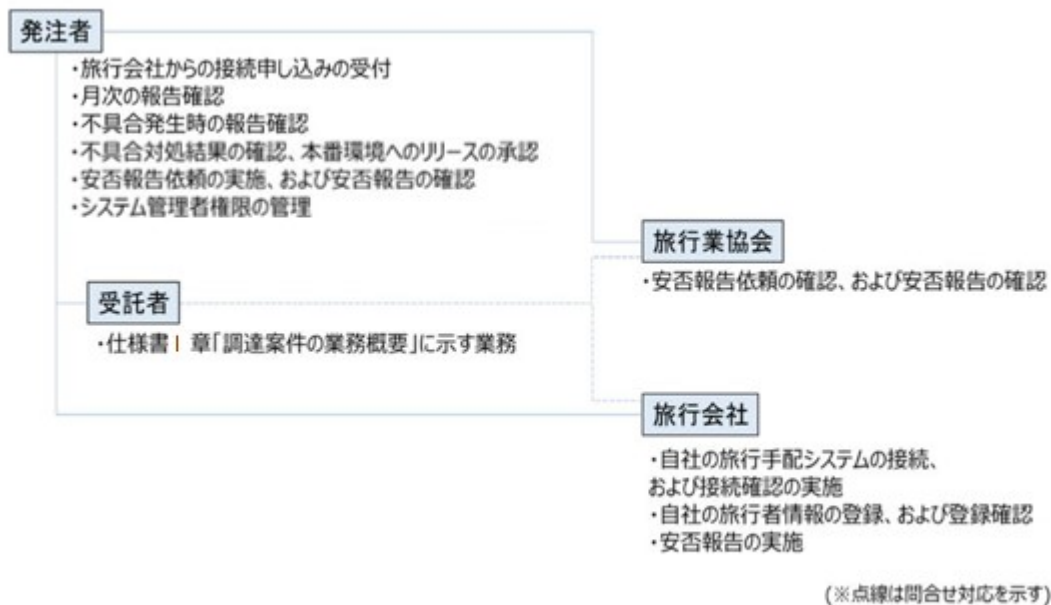 発注者
・旅行会社からの接続申し込みの受付
・月次の報告確認
・不具合発生時の報告確認
・不具合対処結果の確認、本番環境へのリリースの承認
・安否報告依頼の実施、および安否報告の確認
・システム管理者権限の管理
旅行業協会
・安否報告依頼の確認、および安否報告の確認
受託者
・仕様書Ⅰ 章「調達案件の業務概要」に示す業務
旅行会社
・自社の旅行手配システムの接続、
および接続確認の実施
・自社の旅行者情報の登録、および登録確認
・安否報告の実施
(※点線は問合せ対応を示す)